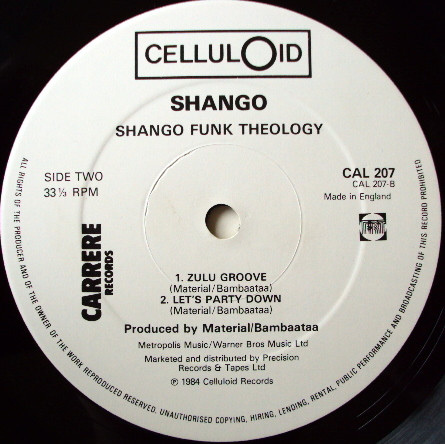 CELLULOID
SHANGO
SHANGO FUNK THEOLOGY
SIDE TWO
33⅓ RPM
CAL 207
CAL 207-B
Made in England
CARRERE
RECORDS
1. ZULU GROOVE
(Material/Bambaataa)
2. LET'S PARTY DOWN
(Material/Bambaataa)
Produced by Material/Bambaataa
Metropolis Music/Warner Bros Music Ltd
Marketed and distributed by Precision
Records & Tapes Ltd
℗ 1984 Celluloid Records
ALL RIGHTS OF THE PRODUCER AND OF THE OWNER OF THE WORK REPRODUCED RESERVED. UNAUTHORISED COPYING, HIRING, LENDING, RENTAL, PUBLIC PERFORMANCE AND BROADCASTING OF THIS RECORD PROHIBITED